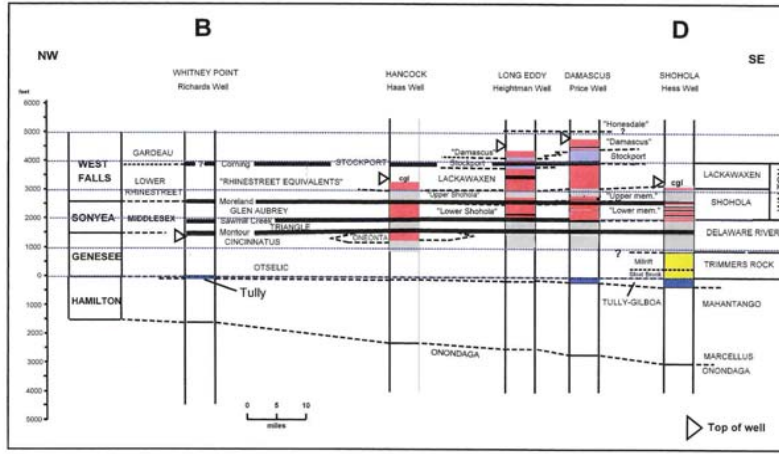 B
D
NW
SE
WHITNEY POINT
Richards Well
HANCOCK
Haas Well
LONG EDDY
Heightman Well
DAMASCUS
Price Well
SHOHOLA
Hess Well
feet
6000
5000
4000
3000
2000
1000
0
1000
2000
3000
4000
5000
WEST
FALLS
SONYEA
GENESEE
HAMILTON
GARDEAU
LOWER
RHINESTREET
MIDDLESEX
?
Corning
STOCKPORT
"RHINESTREET EQUIVALENTS"
Moreland
GLEN AUBREY
Sawmill Creek
TRIANGLE
Montour
CINCINNATUS
ONEONTA
OTSELIC
Tully
cgl
"Damascus"
Stockport
LACKAWAXEN
"Upper Shohola"
"Lower Shohola"
"Honesdale"
?
"Damascus"
Stockport
cgl
"Upper mem."
"Lower mem."
LACKAWAXEN
SHOHOLA
DELAWARE RIVER
?
Millrift
TRIMMERS ROCK
TULLY-GILBOA
MAHANTANGO
ONONDAGA
MARCELLUS
ONONDAGA
0
10
miles
Top of well